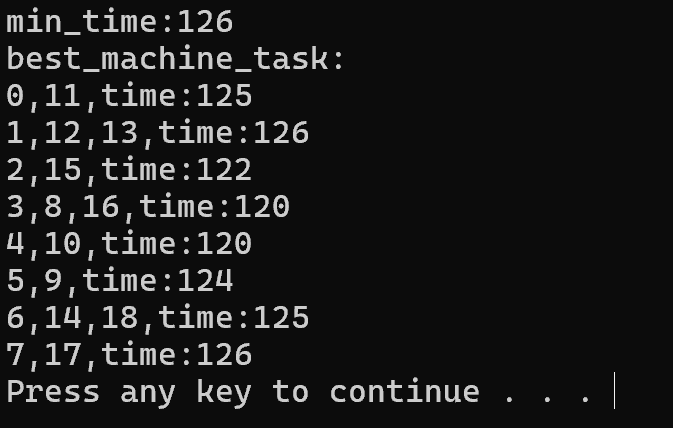 min_time:126
best_machine_task:
0,11,time:125
1,12,13,time:126
2,15,time:122
3,8,16,time:120
4,10,time:120
5,9,time:124
6,14,18,time:125
7,17,time:126
Press any key to continue . . .